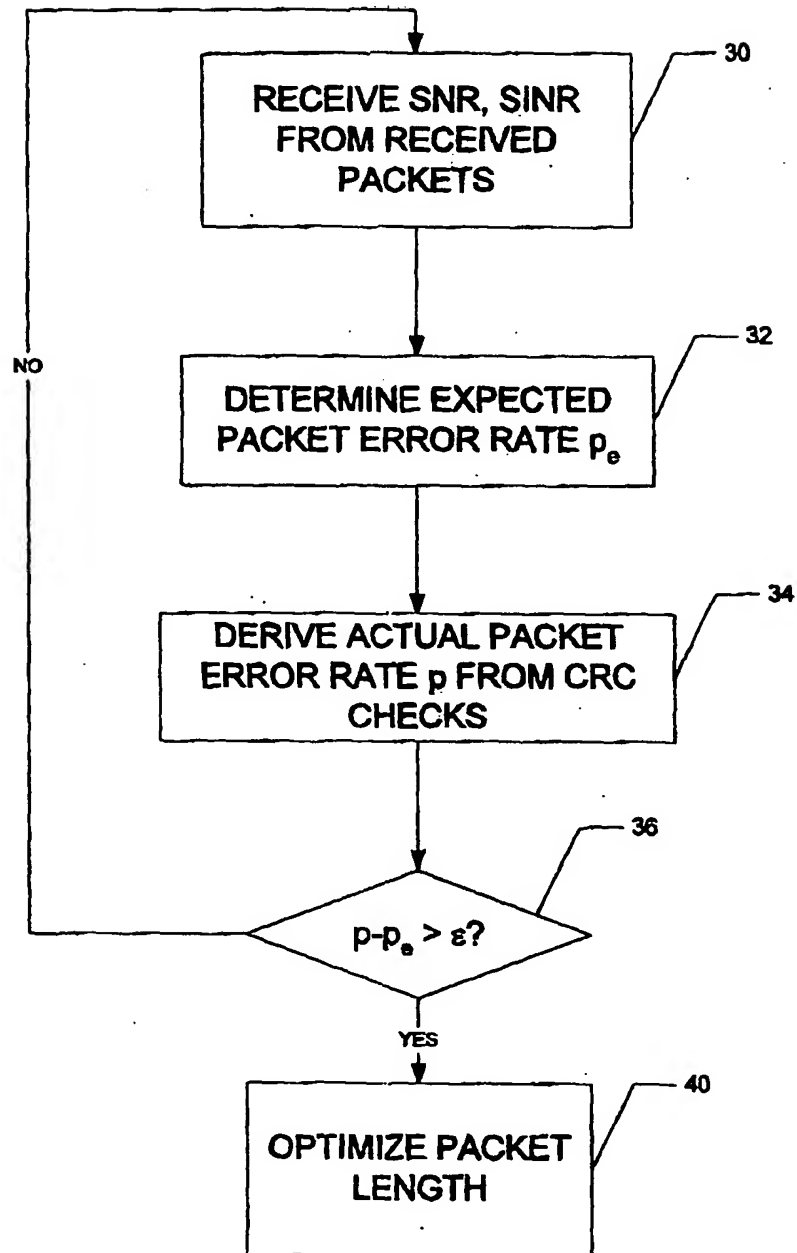 30
RECEIVE SNR, SINR
FROM RECEIVED
PACKETS
32
NO
DETERMINE EXPECTED
PACKET ERROR RATE pₑ
34
DERIVE ACTUAL PACKET
ERROR RATE p FROM CRC
CHECKS
36
p-pₑ > ε?
YES
40
OPTIMIZE PACKET
LENGTH